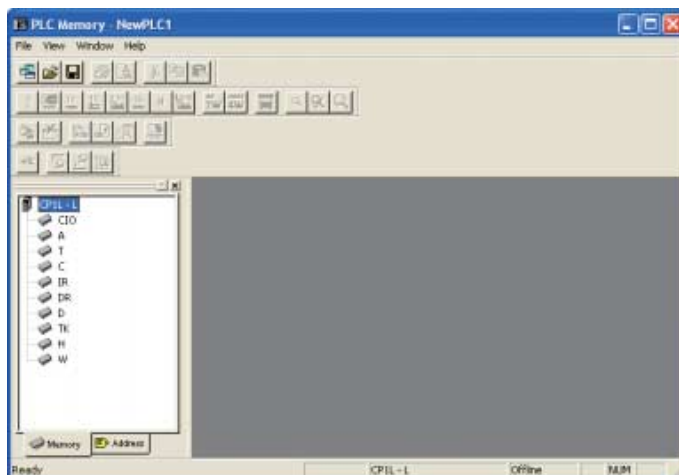 PLC Memory - NewPLC1
File View Window Help
CP1L - L
CIO
A
T
C
IR
DR
D
TK
H
W
Memory Address
Ready CP1L - L Offline NUM